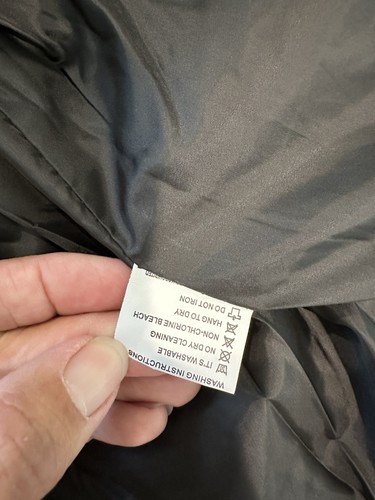 WASHING INSTRUCTIONS
IT'S WASHABLE
NO DRY CLEANING
NON-CHLORINE BLEACH
HANG TO DRY
DO NOT IRON